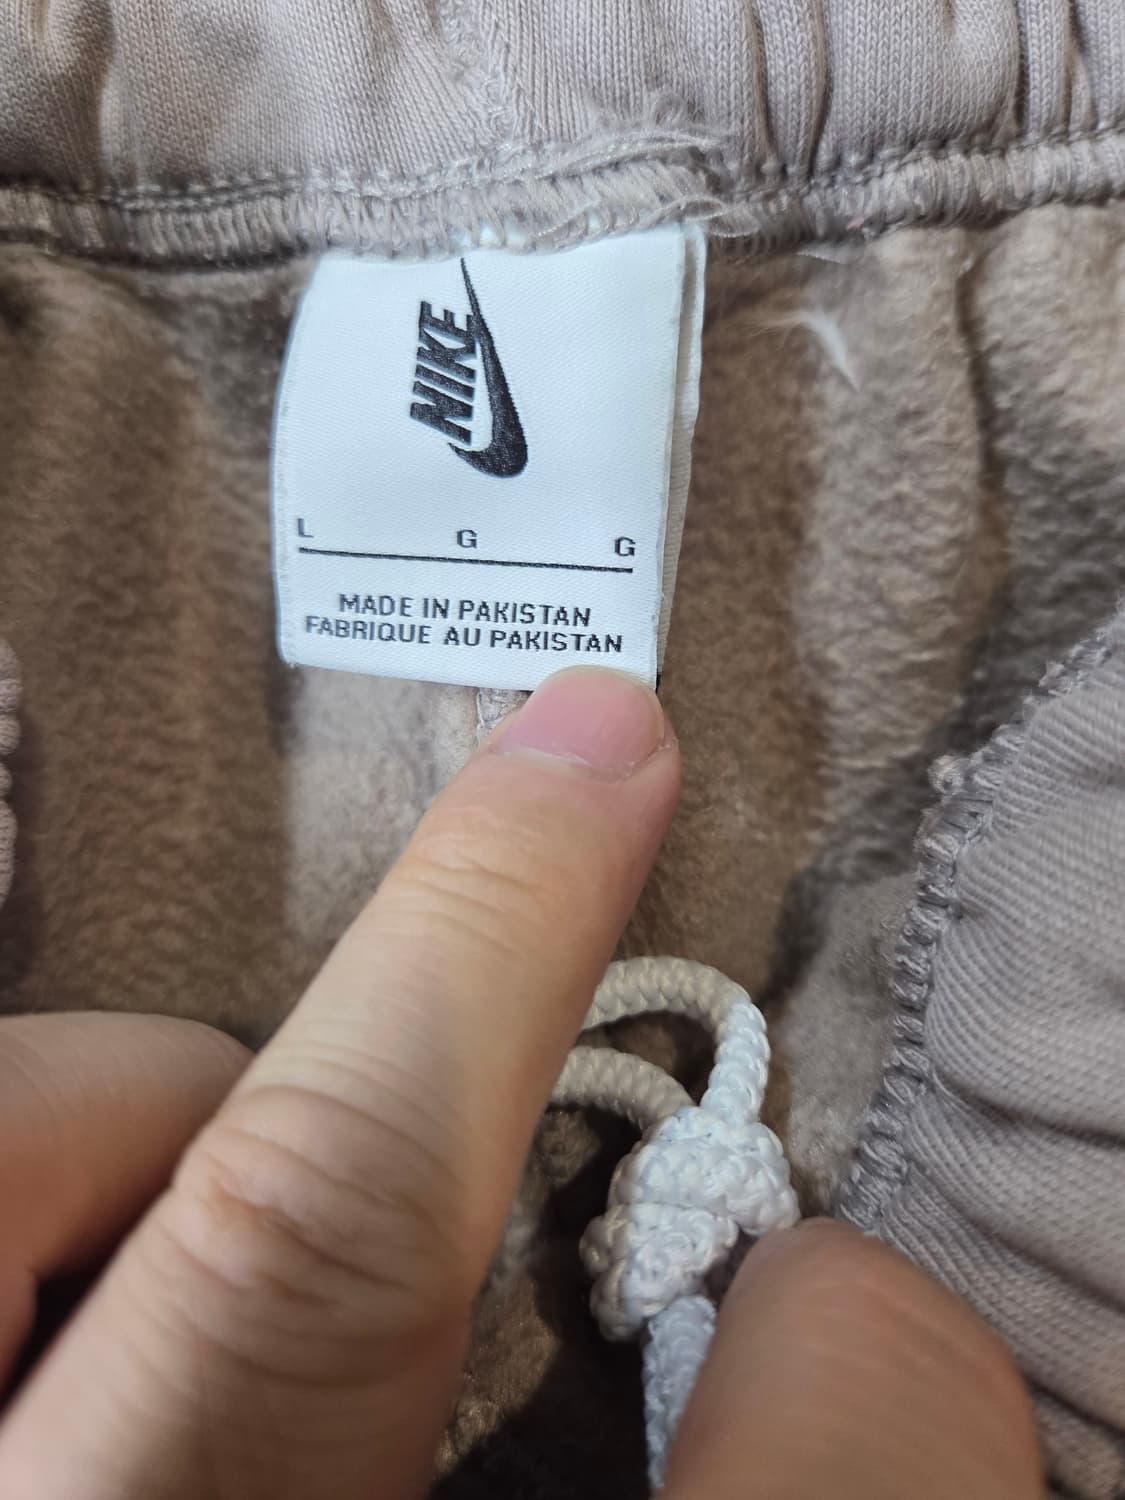 NIKE
L G G
MADE IN PAKISTAN
FABRIQUE AU PAKISTAN